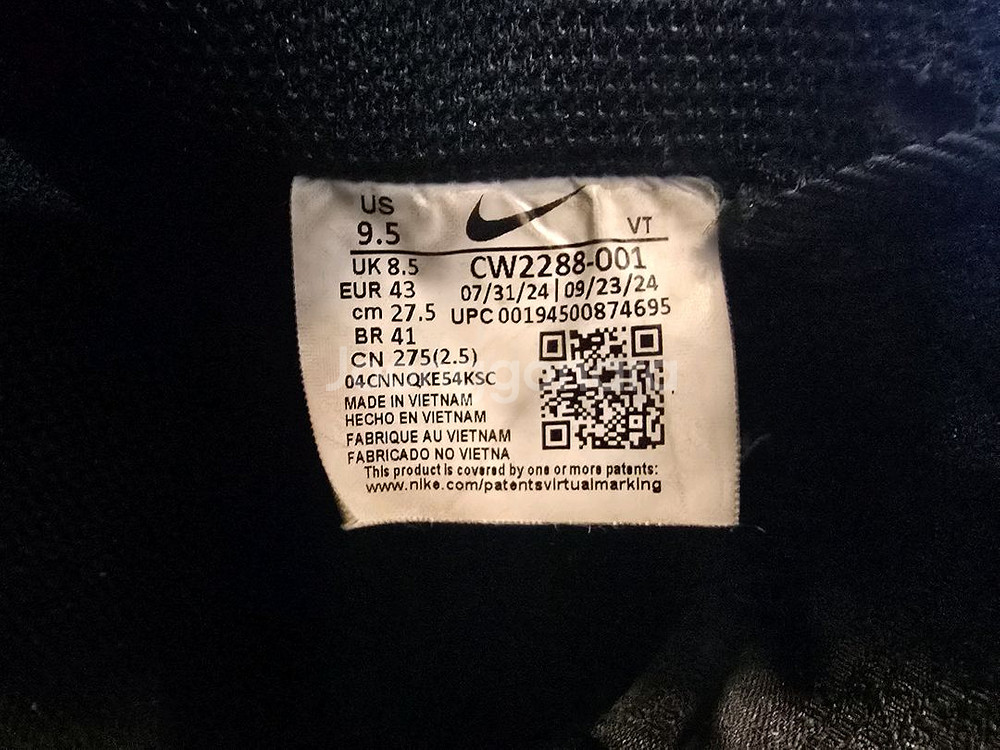 US
9.5
VT
UK 8.5
CW2288-001
EUR 43
07/31/24 | 09/23/24
cm 27.5
UPC 00194500874695
BR 41
CN 275(2.5)
04CNNQKE54KSC
MADE IN VIETNAM
HECHO EN VIETNAM
FABRIQUE AU VIETNAM
FABRICADO NO VIETNA
This product is covered by one or more patents:
www.nike.com/patentsvirtualmarking